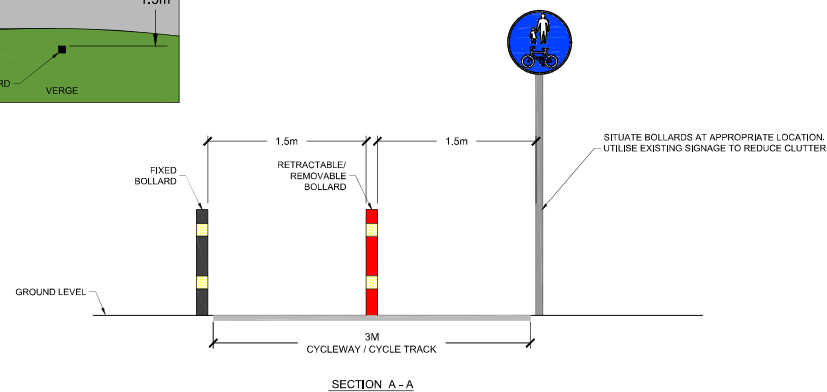 1.5m
RD
VERGE
1.5m
1.5m
SITUATE BOLLARDS AT APPROPRIATE LOCATION.
UTILISE EXISTING SIGNAGE TO REDUCE CLUTTER
FIXED
BOLLARD
RETRACTABLE/
REMOVABLE
BOLLARD
GROUND LEVEL
3M
CYCLEWAY / CYCLE TRACK
SECTION A - A